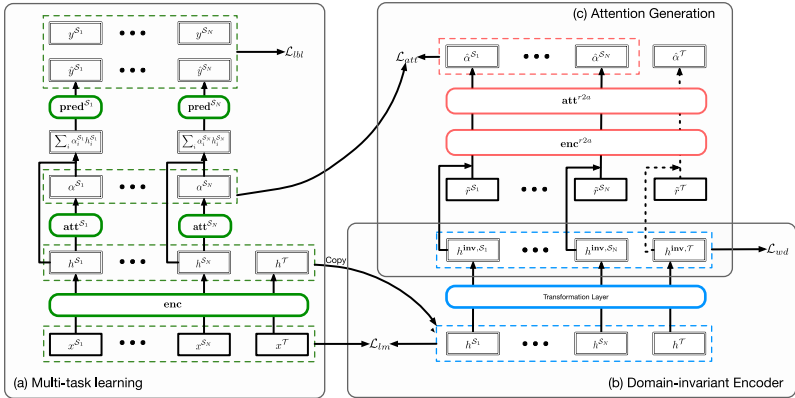 (c) Attention Generation
y^{S_1} ••• y^{S_N}
ŷ^{S_1} ••• ŷ^{S_N}
L_{lbl}
L_{att}
α̂^{S_1} ••• α̂^{S_N} α̂^T
pred^{S_1} pred^{S_N}
att^{r2a}
∑_i α_i^{S_1} h_i^{S_1} ∑_i α_i^{S_N} h_i^{S_N}
enc^{r2a}
α^{S_1} ••• α^{S_N}
r̃^{S_1} ••• r̃^{S_N} r̃^T
att^{S_1} att^{S_N}
h^{S_1} ••• h^{S_N} h^T
Copy
h^{inv,S_1} ••• h^{inv,S_N} h^{inv,T}
L_{wd}
enc
Transformation Layer
x^{S_1} ••• x^{S_N} x^T
L_{lm}
h^{S_1} ••• h^{S_N} h^T
(a) Multi-task learning
(b) Domain-invariant Encoder